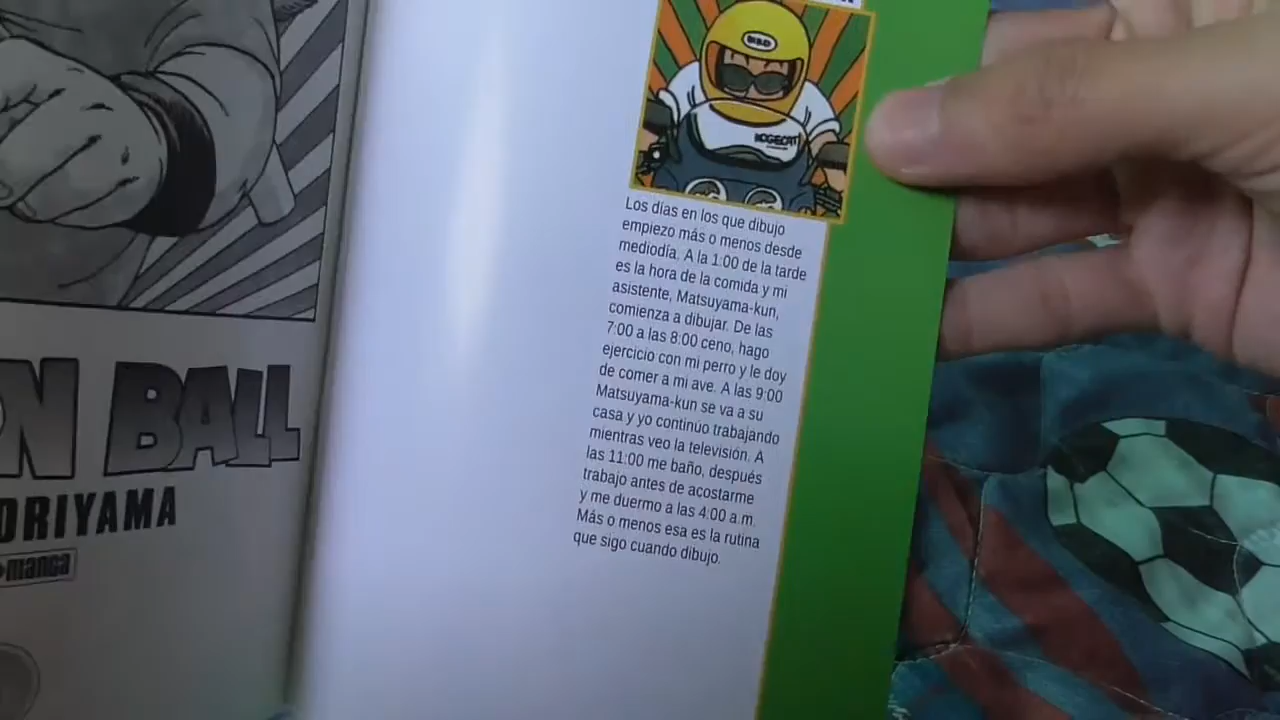 BALL
ORIYAMA
manga
Los días en los que dibujo
empiezo más o menos desde
mediodía. A la 1:00 de la tarde
es la hora de la comida y mi
asistente, Matsuyama-kun,
comienza a dibujar. De las
7:00 a las 8:00 ceno, hago
ejercicio con mi perro y le doy
de comer a mi ave. A las 9:00
Matsuyama-kun se va a su
casa y yo continúo trabajando
mientras veo la televisión. A
las 11:00 me baño, después
trabajo antes de acostarme
y me duermo a las 4:00 a.m.
Más o menos esa es la rutina
que sigo cuando dibujo.